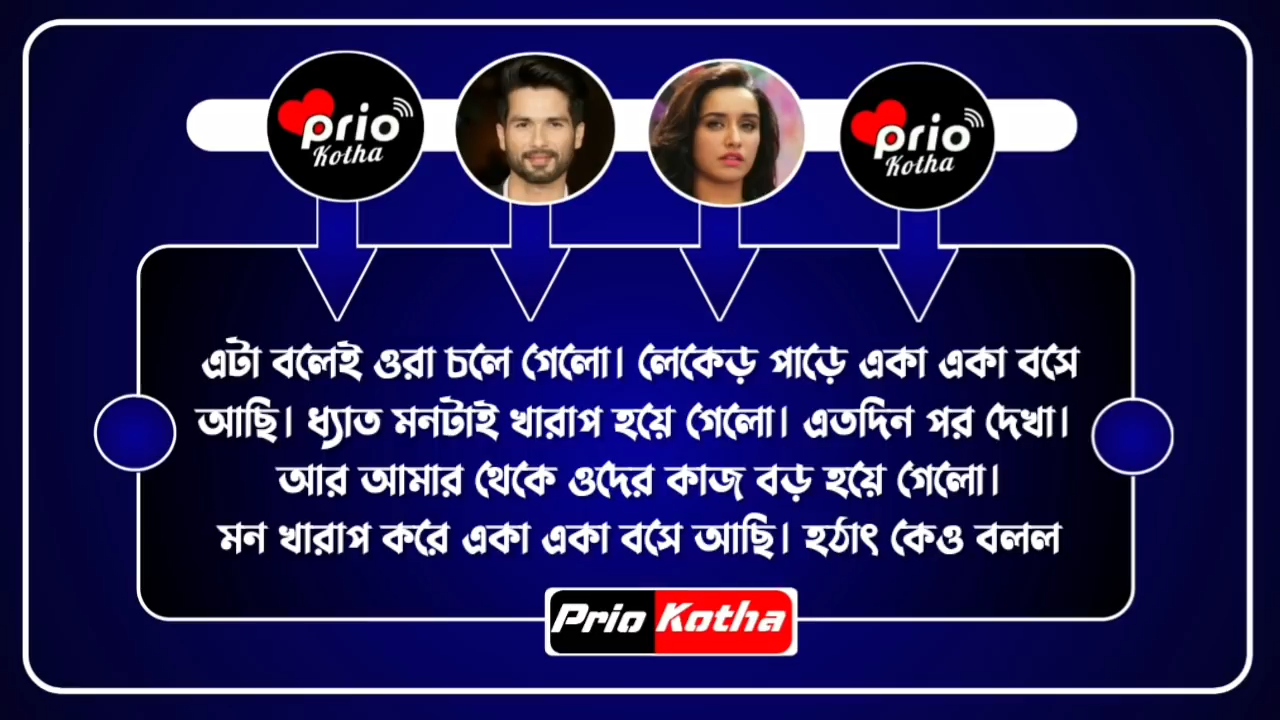 prio
Kotha
prio
Kotha
এটা বলেই ওরা চলে গেলো। লেকেড় পাড়ে একা একা বসে
আছি। ধ্যাত মনটাই খারাপ হয়ে গেলো। এতদিন পর দেখা।
আর আমার থেকে ওদের কাজ বড় হয়ে গেলো।
মন খারাপ করে একা একা বসে আছি। হঠাৎ কেও বলল
Prio Kotha